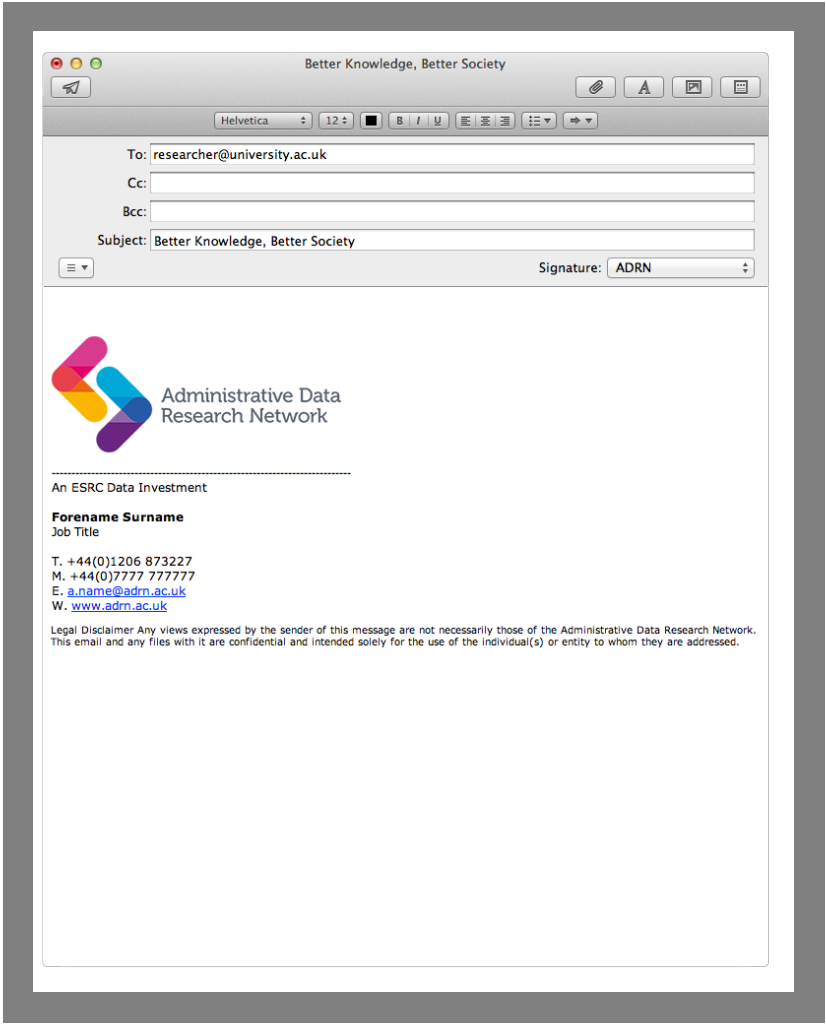 Better Knowledge, Better Society
Helvetica 12 B I U
To: researcher@university.ac.uk
Cc:
Bcc:
Subject: Better Knowledge, Better Society
Signature: ADRN
Administrative Data
Research Network
An ESRC Data Investment
Forename Surname
Job Title
T. +44(0)1206 873227
M. +44(0)7777 777777
E. a.name@adrn.ac.uk
W. www.adrn.ac.uk
Legal Disclaimer Any views expressed by the sender of this message are not necessarily those of the Administrative Data Research Network.
This email and any files with it are confidential and intended solely for the use of the individual(s) or entity to whom they are addressed.